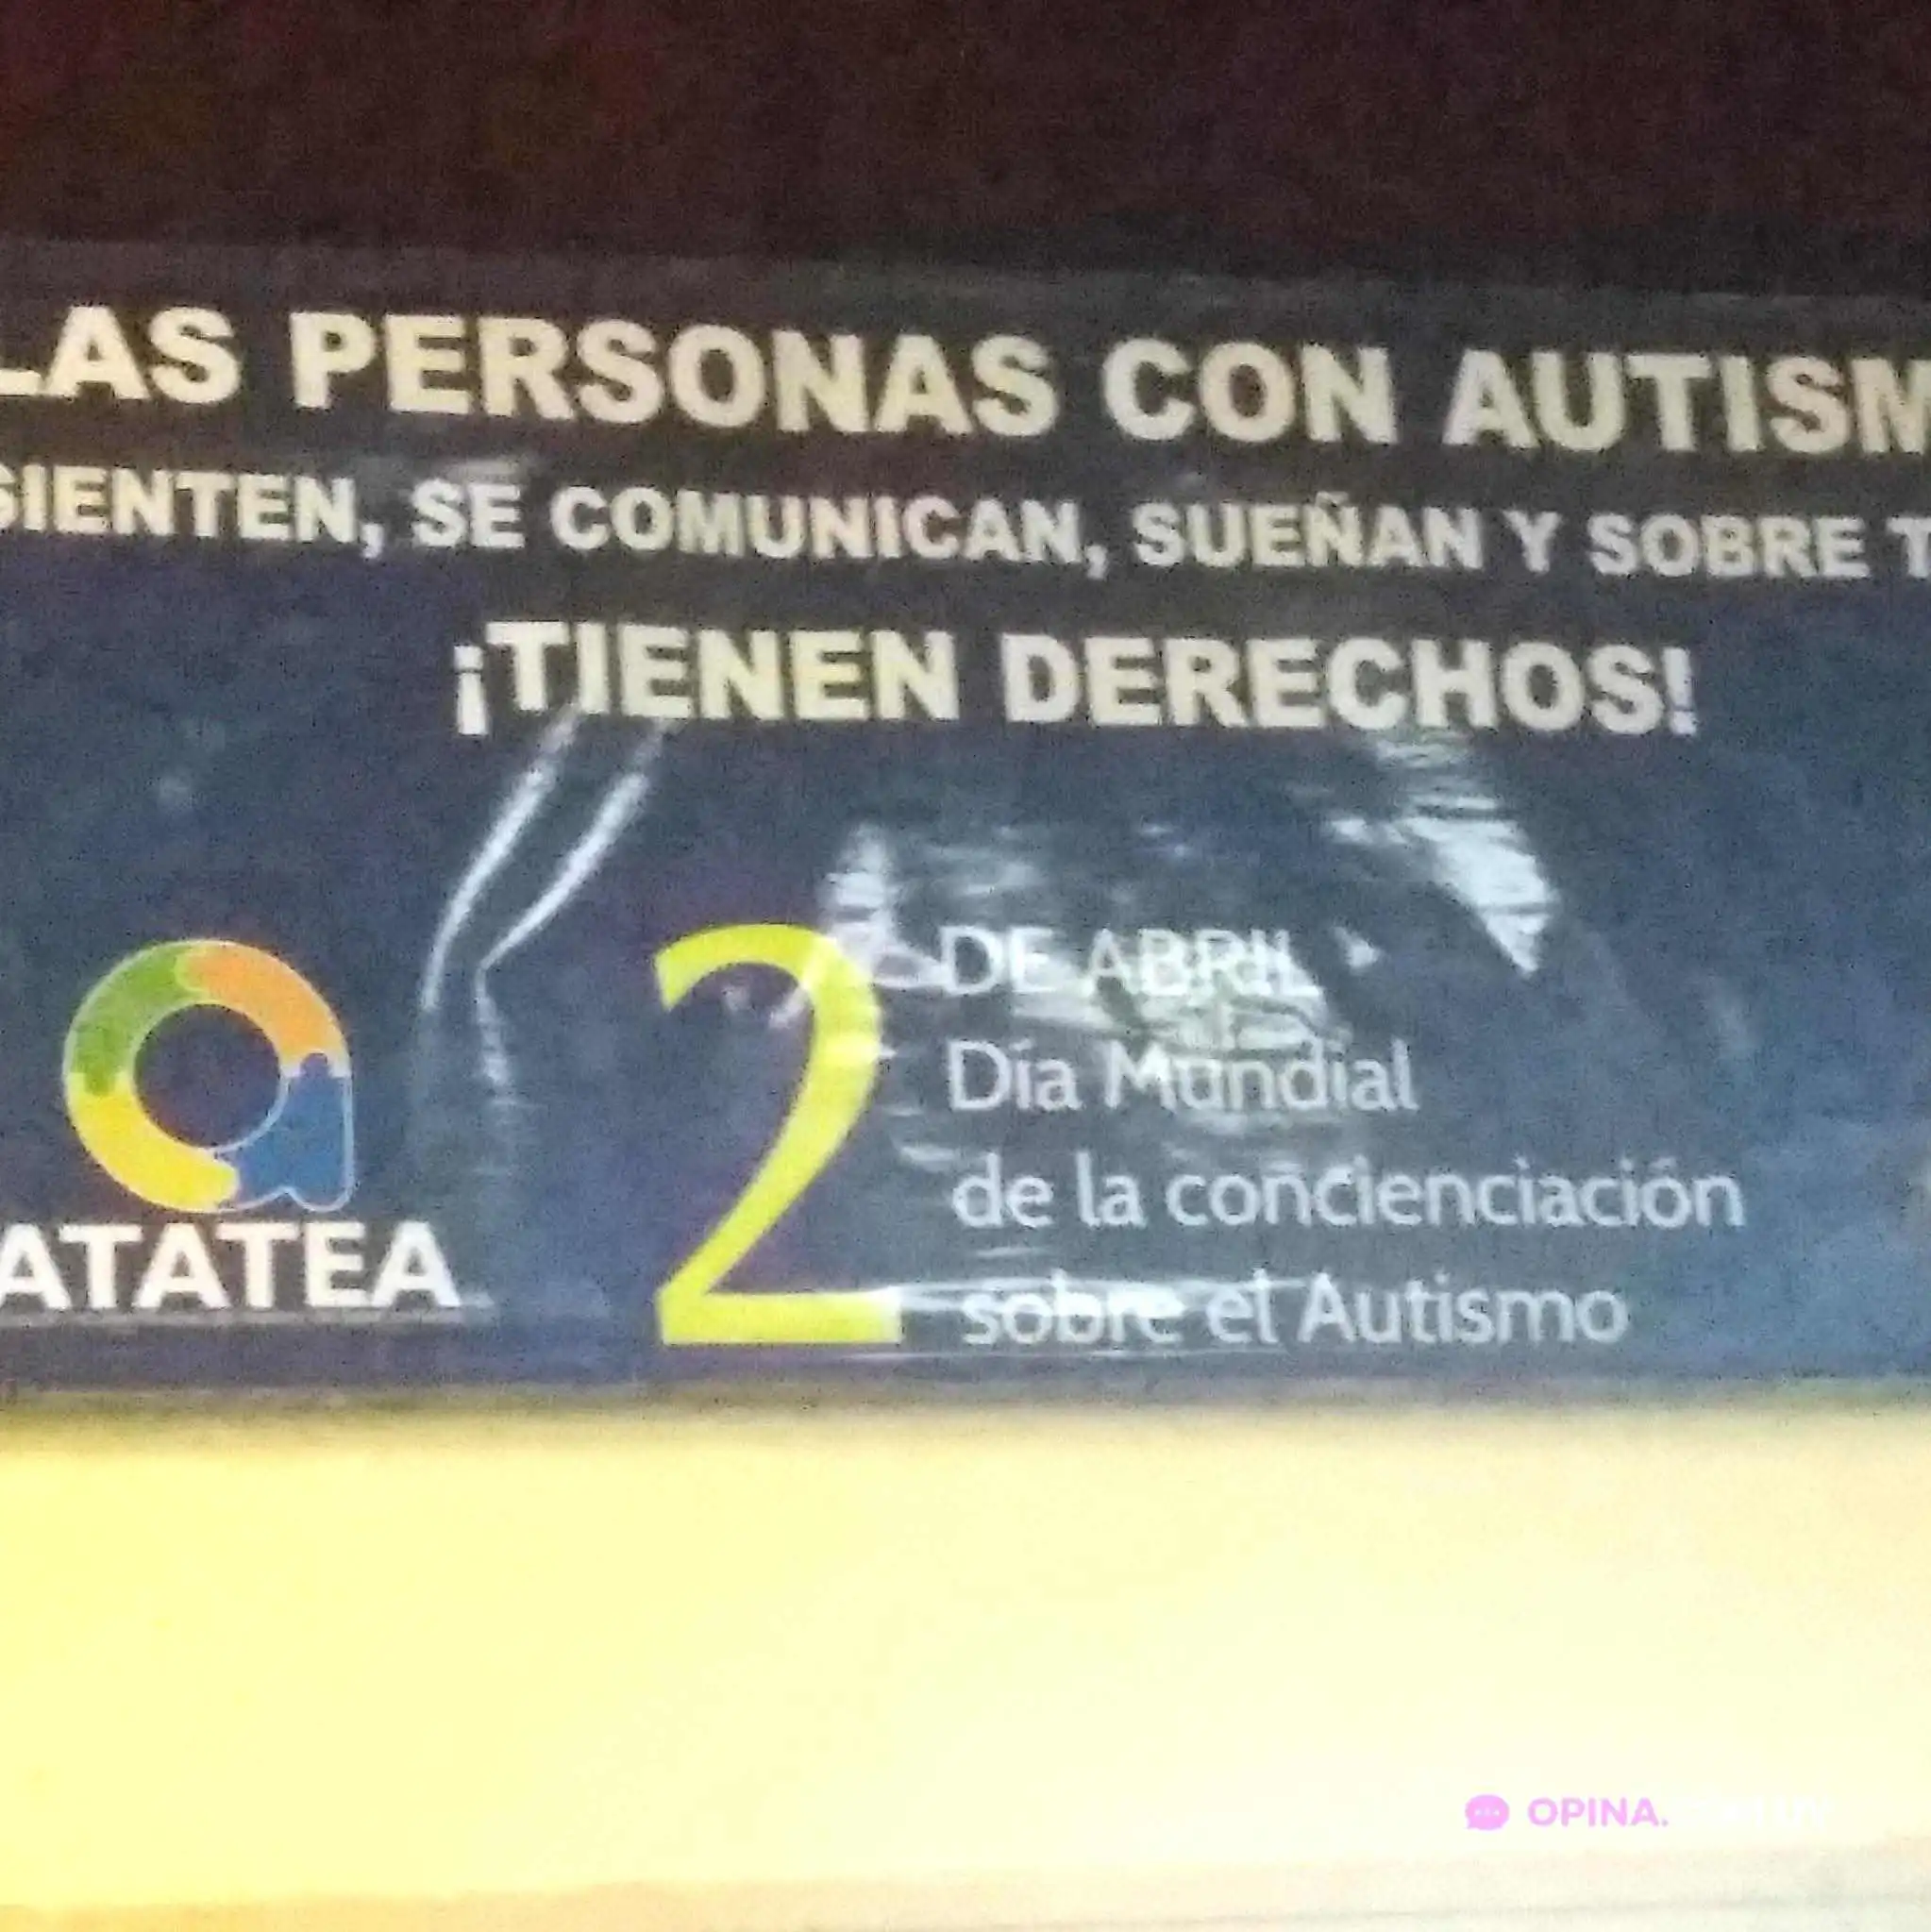 LAS PERSONAS CON AUTISM
SIENTEN, SE COMUNICAN, SUEÑAN Y SOBRE T
¡TIENEN DERECHOS!
ATATEA
2 DE ABRIL
Día Mundial
de la concienciación
sobre el Autismo
OPINA.